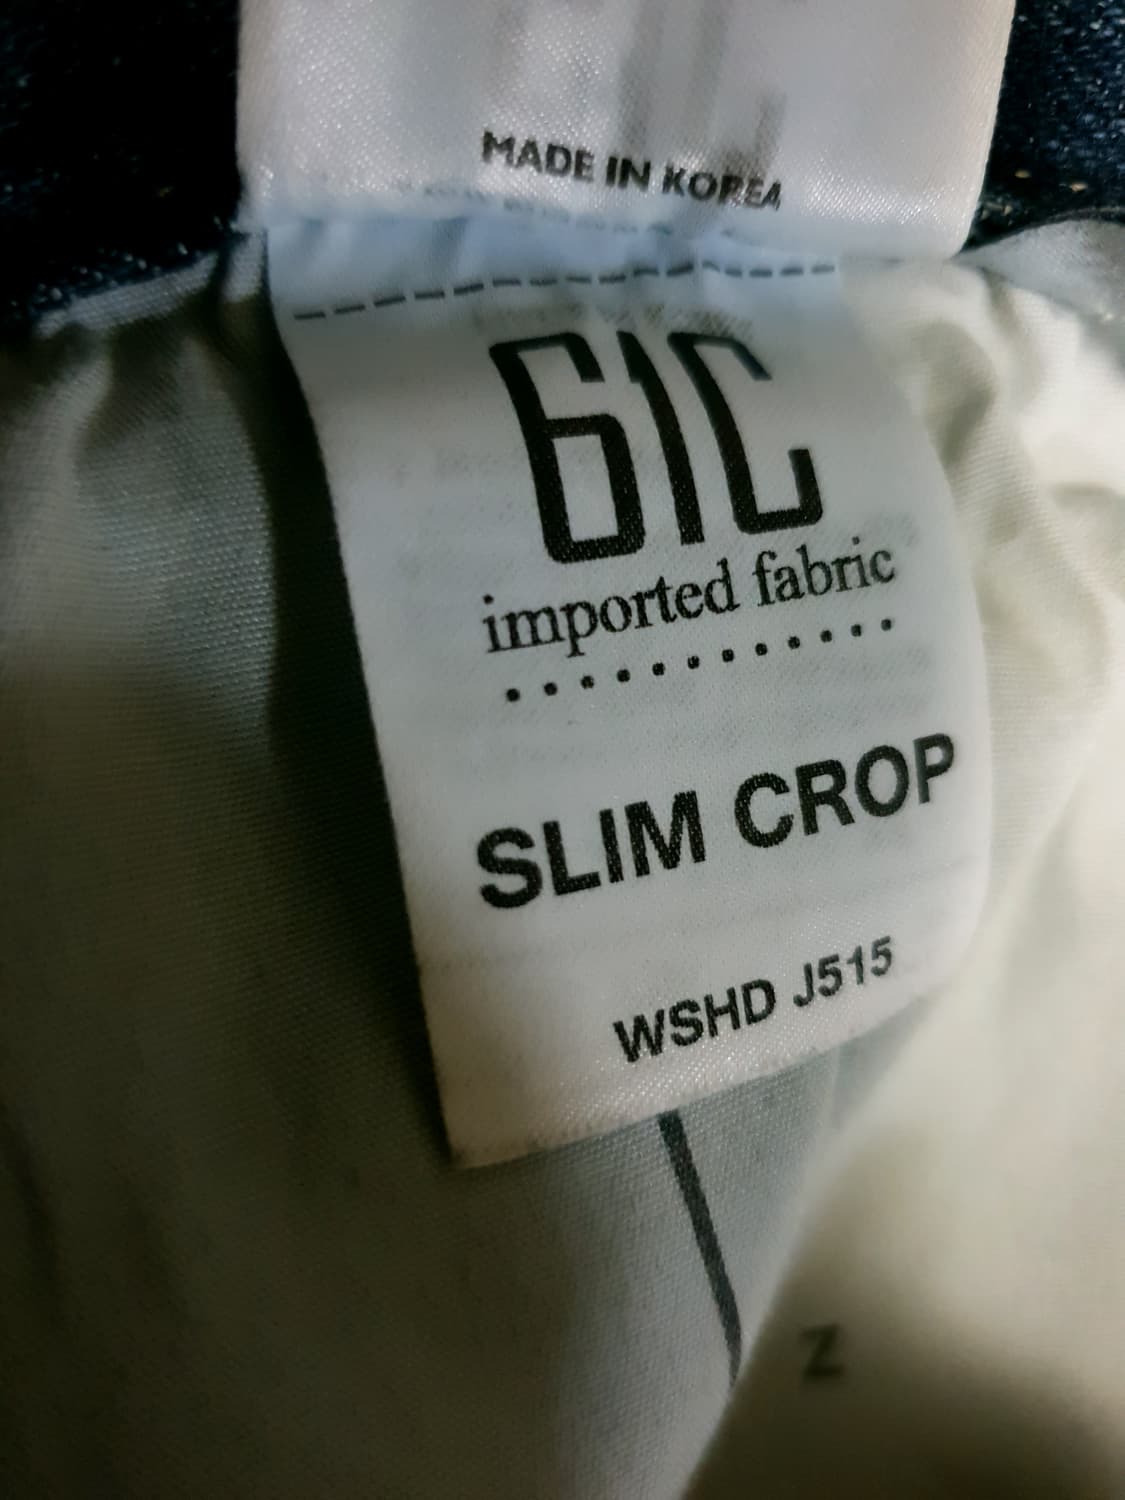 MADE IN KOREA
61C
imported fabric
SLIM CROP
WSHD J515
Z